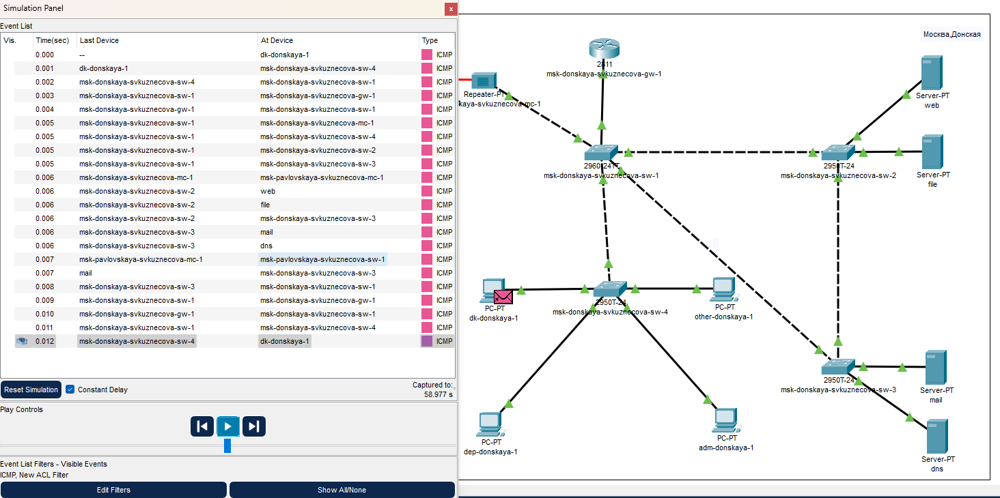 Simulation Panel
x
Event List
Vis. Time(sec) Last Device At Device Type
0.000 -- dk-donskaya-1 ICMP
0.001 dk-donskaya-1 msk-donskaya-svkuznecova-sw-4 ICMP
0.002 msk-donskaya-svkuznecova-sw-4 msk-donskaya-svkuznecova-sw-1 ICMP
0.003 msk-donskaya-svkuznecova-sw-1 msk-donskaya-svkuznecova-gw-1 ICMP
0.004 msk-donskaya-svkuznecova-gw-1 msk-donskaya-svkuznecova-sw-1 ICMP
0.005 msk-donskaya-svkuznecova-sw-1 msk-donskaya-svkuznecova-mc-1 ICMP
0.005 msk-donskaya-svkuznecova-sw-1 msk-donskaya-svkuznecova-sw-4 ICMP
0.005 msk-donskaya-svkuznecova-sw-1 msk-donskaya-svkuznecova-sw-2 ICMP
0.005 msk-donskaya-svkuznecova-sw-1 msk-donskaya-svkuznecova-sw-3 ICMP
0.006 msk-donskaya-svkuznecova-mc-1 msk-pavlovskaya-svkuznecova-mc-1 ICMP
0.006 msk-donskaya-svkuznecova-sw-2 web ICMP
0.006 msk-donskaya-svkuznecova-sw-2 file ICMP
0.006 msk-donskaya-svkuznecova-sw-2 msk-donskaya-svkuznecova-sw-3 ICMP
0.006 msk-donskaya-svkuznecova-sw-3 mail ICMP
0.006 msk-donskaya-svkuznecova-sw-3 dns ICMP
0.007 msk-pavlovskaya-svkuznecova-mc-1 msk-pavlovskaya-svkuznecova-sw-1 ICMP
0.007 mail msk-donskaya-svkuznecova-sw-3 ICMP
0.008 msk-donskaya-svkuznecova-sw-3 msk-donskaya-svkuznecova-sw-1 ICMP
0.009 msk-donskaya-svkuznecova-sw-1 msk-donskaya-svkuznecova-gw-1 ICMP
0.010 msk-donskaya-svkuznecova-gw-1 msk-donskaya-svkuznecova-sw-1 ICMP
0.011 msk-donskaya-svkuznecova-sw-1 msk-donskaya-svkuznecova-sw-4 ICMP
0.012 msk-donskaya-svkuznecova-sw-4 dk-donskaya-1 ICMP
Reset Simulation Constant Delay
Captured to:
58.977 s
Play Controls
Event List Filters - Visible Events
ICMP, New ACL Filter
Edit Filters Show All/None
Москва,Донская
2811
msk-donskaya-svkuznecova-gw-1
Repeater-PT
kaya-svkuznecova-mc-1
Server-PT
web
2960-24TT
msk-donskaya-svkuznecova-sw-1
2950T-24
msk-donskaya-svkuznecova-sw-2
Server-PT
file
PC-PT
dk-donskaya-1
2950T-24
msk-donskaya-svkuznecova-sw-4
PC-PT
other-donskaya-1
2950T-24
msk-donskaya-svkuznecova-sw-3
Server-PT
mail
PC-PT
dep-donskaya-1
PC-PT
adm-donskaya-1
Server-PT
dns